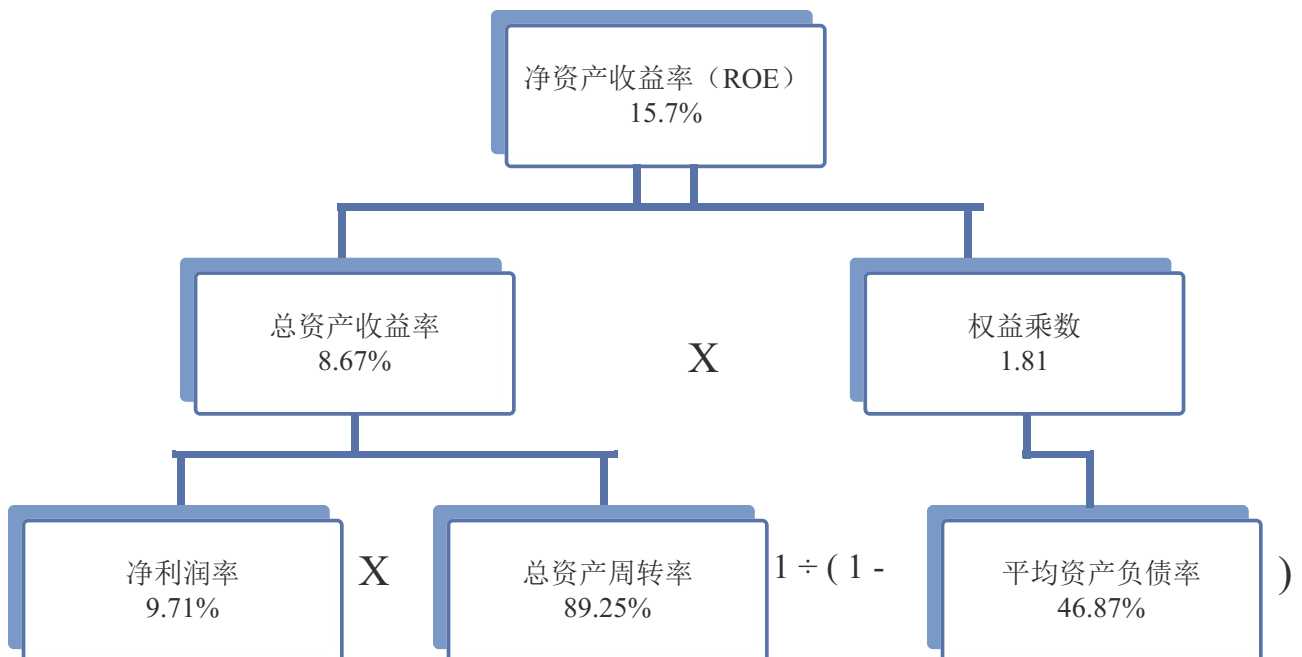 净资产收益率（ROE）
15.7%
总资产收益率
8.67%
X
权益乘数
1.81
净利润率
9.71%
X
总资产周转率
89.25%
1 ÷ ( 1 -
平均资产负债率
46.87%
)